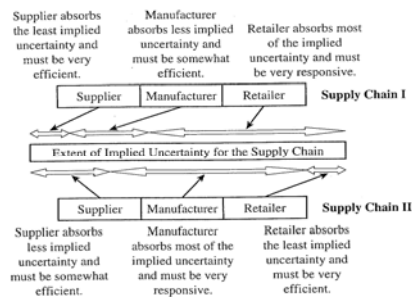 Supplier absorbs
the least implied
uncertainty and
must be very
efficient.
Manufacturer
absorbs less implied
uncertainty and
must be somewhat
efficient.
Retailer absorbs most
of the implied
uncertainty and must
be very responsive.
Supplier Manufacturer Retailer Supply Chain I
Extent of Implied Uncertainty for the Supply Chain
Supplier Manufacturer Retailer Supply Chain II
Supplier absorbs
less implied
uncertainty and
must be somewhat
efficient.
Manufacturer
absorbs most of the
implied uncertainty
and must be very
responsive.
Retailer absorbs
the least implied
uncertainty and
must be very
efficient.